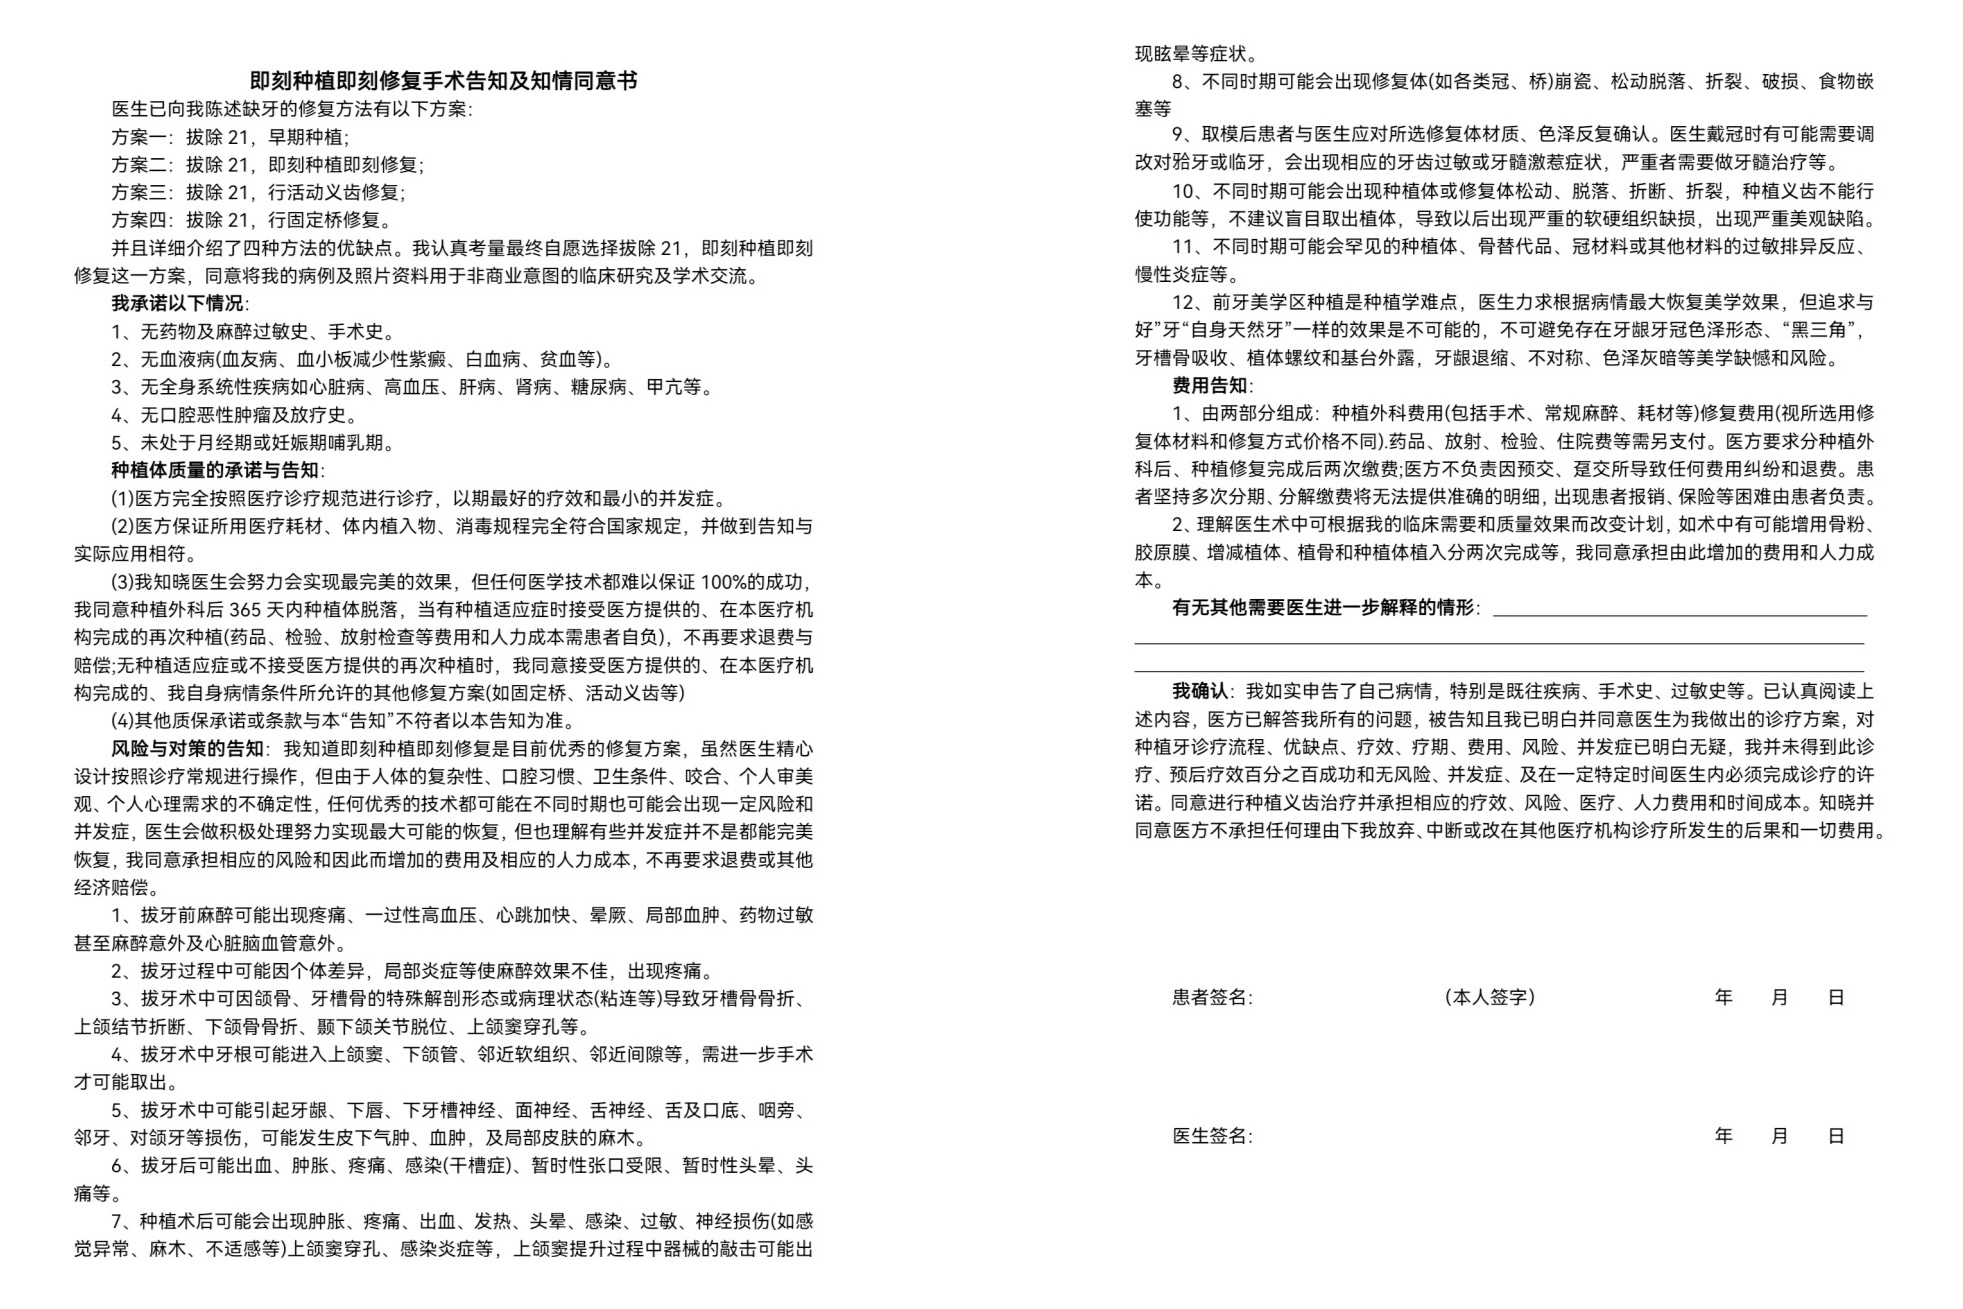 即刻种植即刻修复手术告知及知情同意书
医生已向我陈述缺牙的修复方法有以下方案：
方案一：拔除 21，早期种植；
方案二：拔除 21，即刻种植即刻修复；
方案三：拔除 21，行活动义齿修复；
方案四：拔除 21，行固定桥修复。
并且详细介绍了四种方法的优缺点。我认真考量最终自愿选择拔除 21，即刻种植即刻
修复这一方案，同意将我的病例及照片资料用于非商业意图的临床研究及学术交流。
我承诺以下情况：
1、无药物及麻醉过敏史、手术史。
2、无血液病(血友病、血小板减少性紫癜、白血病、贫血等)。
3、无全身系统性疾病如心脏病、高血压、肝病、肾病、糖尿病、甲亢等。
4、无口腔恶性肿瘤及放疗史。
5、未处于月经期或妊娠期哺乳期。
种植体质量的承诺与告知：
(1)医方完全按照医疗诊疗规范进行诊疗，以期最好的疗效和最小的并发症。
(2)医方保证所用医疗耗材、体内植入物、消毒规程完全符合国家规定，并做到告知与
实际应用相符。
(3)我知晓医生会努力会实现最完美的效果，但任何医学技术都难以保证 100%的成功，
我同意种植外科后 365 天内种植体脱落，当有种植适应症时接受医方提供的、在本医疗机
构完成的再次种植(药品、检验、放射检查等费用和人力成本需患者自负)，不再要求退费与
赔偿;无种植适应症或不接受医方提供的再次种植时，我同意接受医方提供的、在本医疗机
构完成的、我自身病情条件所允许的其他修复方案(如固定桥、活动义齿等)
(4)其他质保承诺或条款与本“告知”不符者以本告知为准。
风险与对策的告知：我知道即刻种植即刻修复是目前优秀的修复方案，虽然医生精心
设计按照诊疗常规进行操作，但由于人体的复杂性、口腔习惯、卫生条件、咬合、个人审美
观、个人心理需求的不确定性，任何优秀的技术都可能在不同时期也可能会出现一定风险和
并发症，医生会做积极处理努力实现最大可能的恢复，但也理解有些并发症并不是都能完美
恢复，我同意承担相应的风险和因此而增加的费用及相应的人力成本，不再要求退费或其他
经济赔偿。
1、拔牙前麻醉可能出现疼痛、一过性高血压、心跳加快、晕厥、局部血肿、药物过敏
甚至麻醉意外及心脏脑血管意外。
2、拔牙过程中可能因个体差异，局部炎症等使麻醉效果不佳，出现疼痛。
3、拔牙术中可因颌骨、牙槽骨的特殊解剖形态或病理状态(粘连等)导致牙槽骨骨折、
上颌结节折断、下颌骨骨折、颞下颌关节脱位、上颌窦穿孔等。
4、拔牙术中牙根可能进入上颌窦、下颌管、邻近软组织、邻近间隙等，需进一步手术
才可能取出。
5、拔牙术中可能引起牙龈、下唇、下牙槽神经、面神经、舌神经、舌及口底、咽旁、
邻牙、对颌牙等损伤，可能发生皮下气肿、血肿，及局部皮肤的麻木。
6、拔牙后可能出血、肿胀、疼痛、感染(干槽症)、暂时性张口受限、暂时性头晕、头
痛等。
7、种植术后可能会出现肿胀、疼痛、出血、发热、头晕、感染、过敏、神经损伤(如感
觉异常、麻木、不适感等)上颌窦穿孔、感染炎症等，上颌窦提升过程中器械的敲击可能出
现眩晕等症状。
8、不同时期可能会出现修复体(如各类冠、桥)崩瓷、松动脱落、折裂、破损、食物嵌
塞等
9、取模后患者与医生应对所选修复体材质、色泽反复确认。医生戴冠时有可能需要调
改对𬌗牙或临牙，会出现相应的牙齿过敏或牙髓激惹症状，严重者需要做牙髓治疗等。
10、不同时期可能会出现种植体或修复体松动、脱落、折断、折裂，种植义齿不能行
使功能等，不建议盲目取出植体，导致以后出现严重的软硬组织缺损，出现严重美观缺陷。
11、不同时期可能会罕见的种植体、骨替代品、冠材料或其他材料的过敏排异反应、
慢性炎症等。
12、前牙美学区种植是种植学难点，医生力求根据病情最大恢复美学效果，但追求与
好”牙“自身天然牙”一样的效果是不可能的，不可避免存在牙龈牙冠色泽形态、“黑三角”，
牙槽骨吸收、植体螺纹和基台外露，牙龈退缩、不对称、色泽灰暗等美学缺憾和风险。
费用告知：
1、由两部分组成：种植外科费用(包括手术、常规麻醉、耗材等)修复费用(视所选用修
复体材料和修复方式价格不同).药品、放射、检验、住院费等需另支付。医方要求分种植外
科后、种植修复完成后两次缴费;医方不负责因预交、趸交所导致任何费用纠纷和退费。患
者坚持多次分期、分解缴费将无法提供准确的明细，出现患者报销、保险等困难由患者负责。
2、理解医生术中可根据我的临床需要和质量效果而改变计划，如术中有可能增用骨粉、
胶原膜、增减植体、植骨和种植体植入分两次完成等，我同意承担由此增加的费用和人力成
本。
有无其他需要医生进一步解释的情形：
我确认：我如实申告了自己病情，特别是既往疾病、手术史、过敏史等。已认真阅读上
述内容，医方已解答我所有的问题，被告知且我已明白并同意医生为我做出的诊疗方案，对
种植牙诊疗流程、优缺点、疗效、疗期、费用、风险、并发症已明白无疑，我并未得到此诊
疗、预后疗效百分之百成功和无风险、并发症、及在一定特定时间医生内必须完成诊疗的许
诺。同意进行种植义齿治疗并承担相应的疗效、风险、医疗、人力费用和时间成本。知晓并
同意医方不承担任何理由下我放弃、中断或改在其他医疗机构诊疗所发生的后果和一切费用。
患者签名:　　　　(本人签字)　　　　年　月　日
医生签名:　　　　　　　　年　月　日